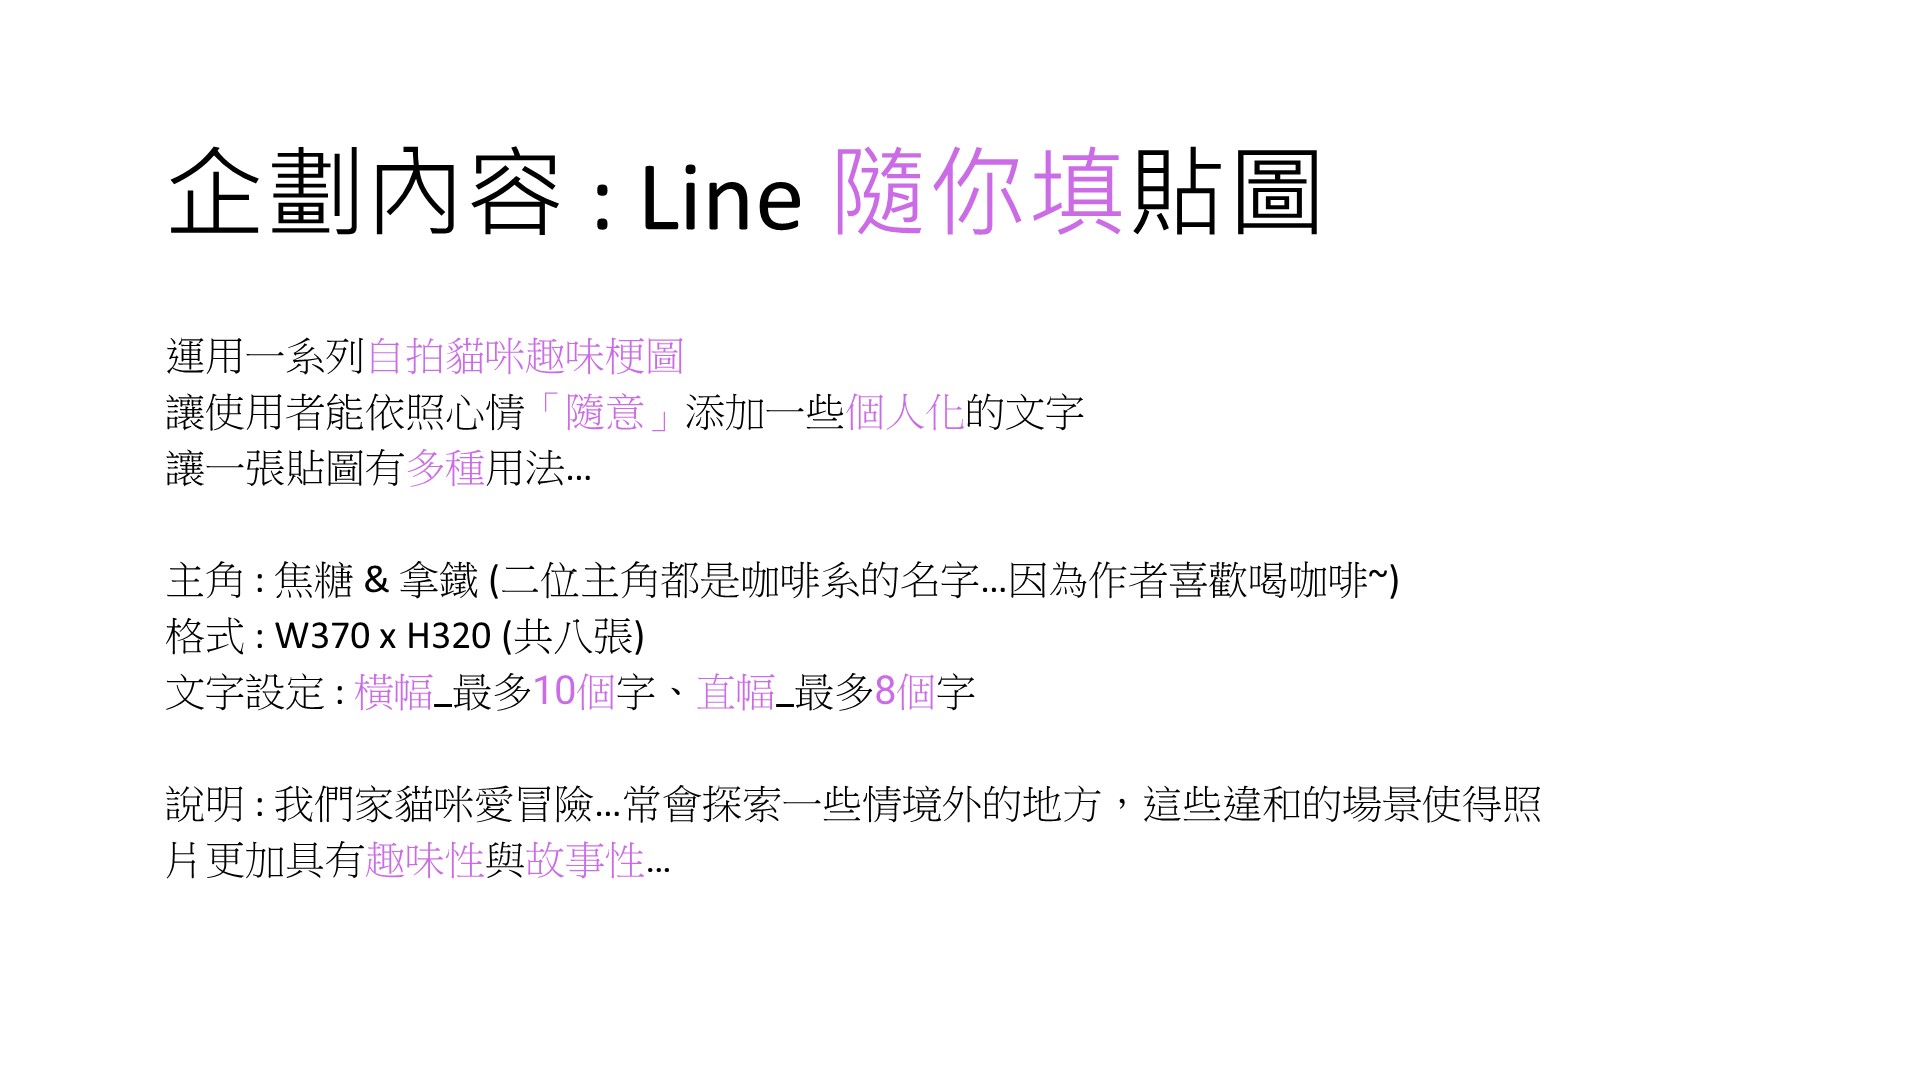 企劃內容 : Line 隨你填貼圖
運用一系列自拍貓咪趣味梗圖
讓使用者能依照心情「隨意」添加一些個人化的文字
讓一張貼圖有多種用法...
主角 : 焦糖 & 拿鐵 (二位主角都是咖啡系的名字...因為作者喜歡喝咖啡~)
格式 : W370 x H320 (共八張)
文字設定 : 橫幅_最多10個字、直幅_最多8個字
說明 : 我們家貓咪愛冒險...常會探索一些情境外的地方，這些違和的場景使得照
片更加具有趣味性與故事性...